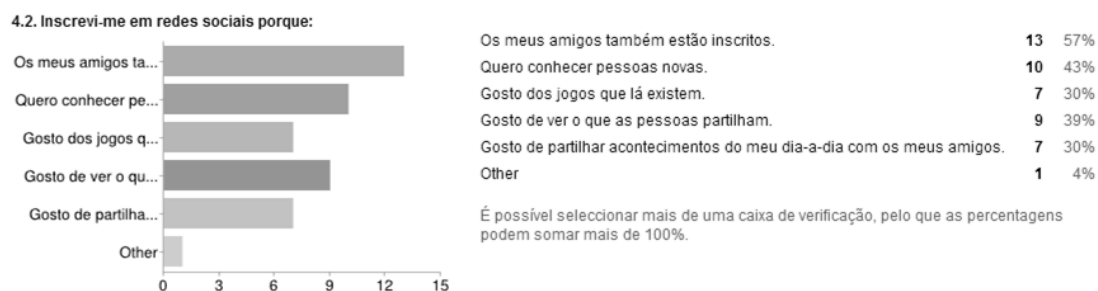 4.2. Inscrevi-me em redes sociais porque:
Os meus amigos ta...
Quero conhecer pe...
Gosto dos jogos q...
Gosto de ver o qu...
Gosto de partilha...
Other
0 3 6 9 12 15
Os meus amigos também estão inscritos. 13 57%
Quero conhecer pessoas novas. 10 43%
Gosto dos jogos que lá existem. 7 30%
Gosto de ver o que as pessoas partilham. 9 39%
Gosto de partilhar acontecimentos do meu dia-a-dia com os meus amigos. 7 30%
Other 1 4%
É possível seleccionar mais de uma caixa de verificação, pelo que as percentagens
podem somar mais de 100%.